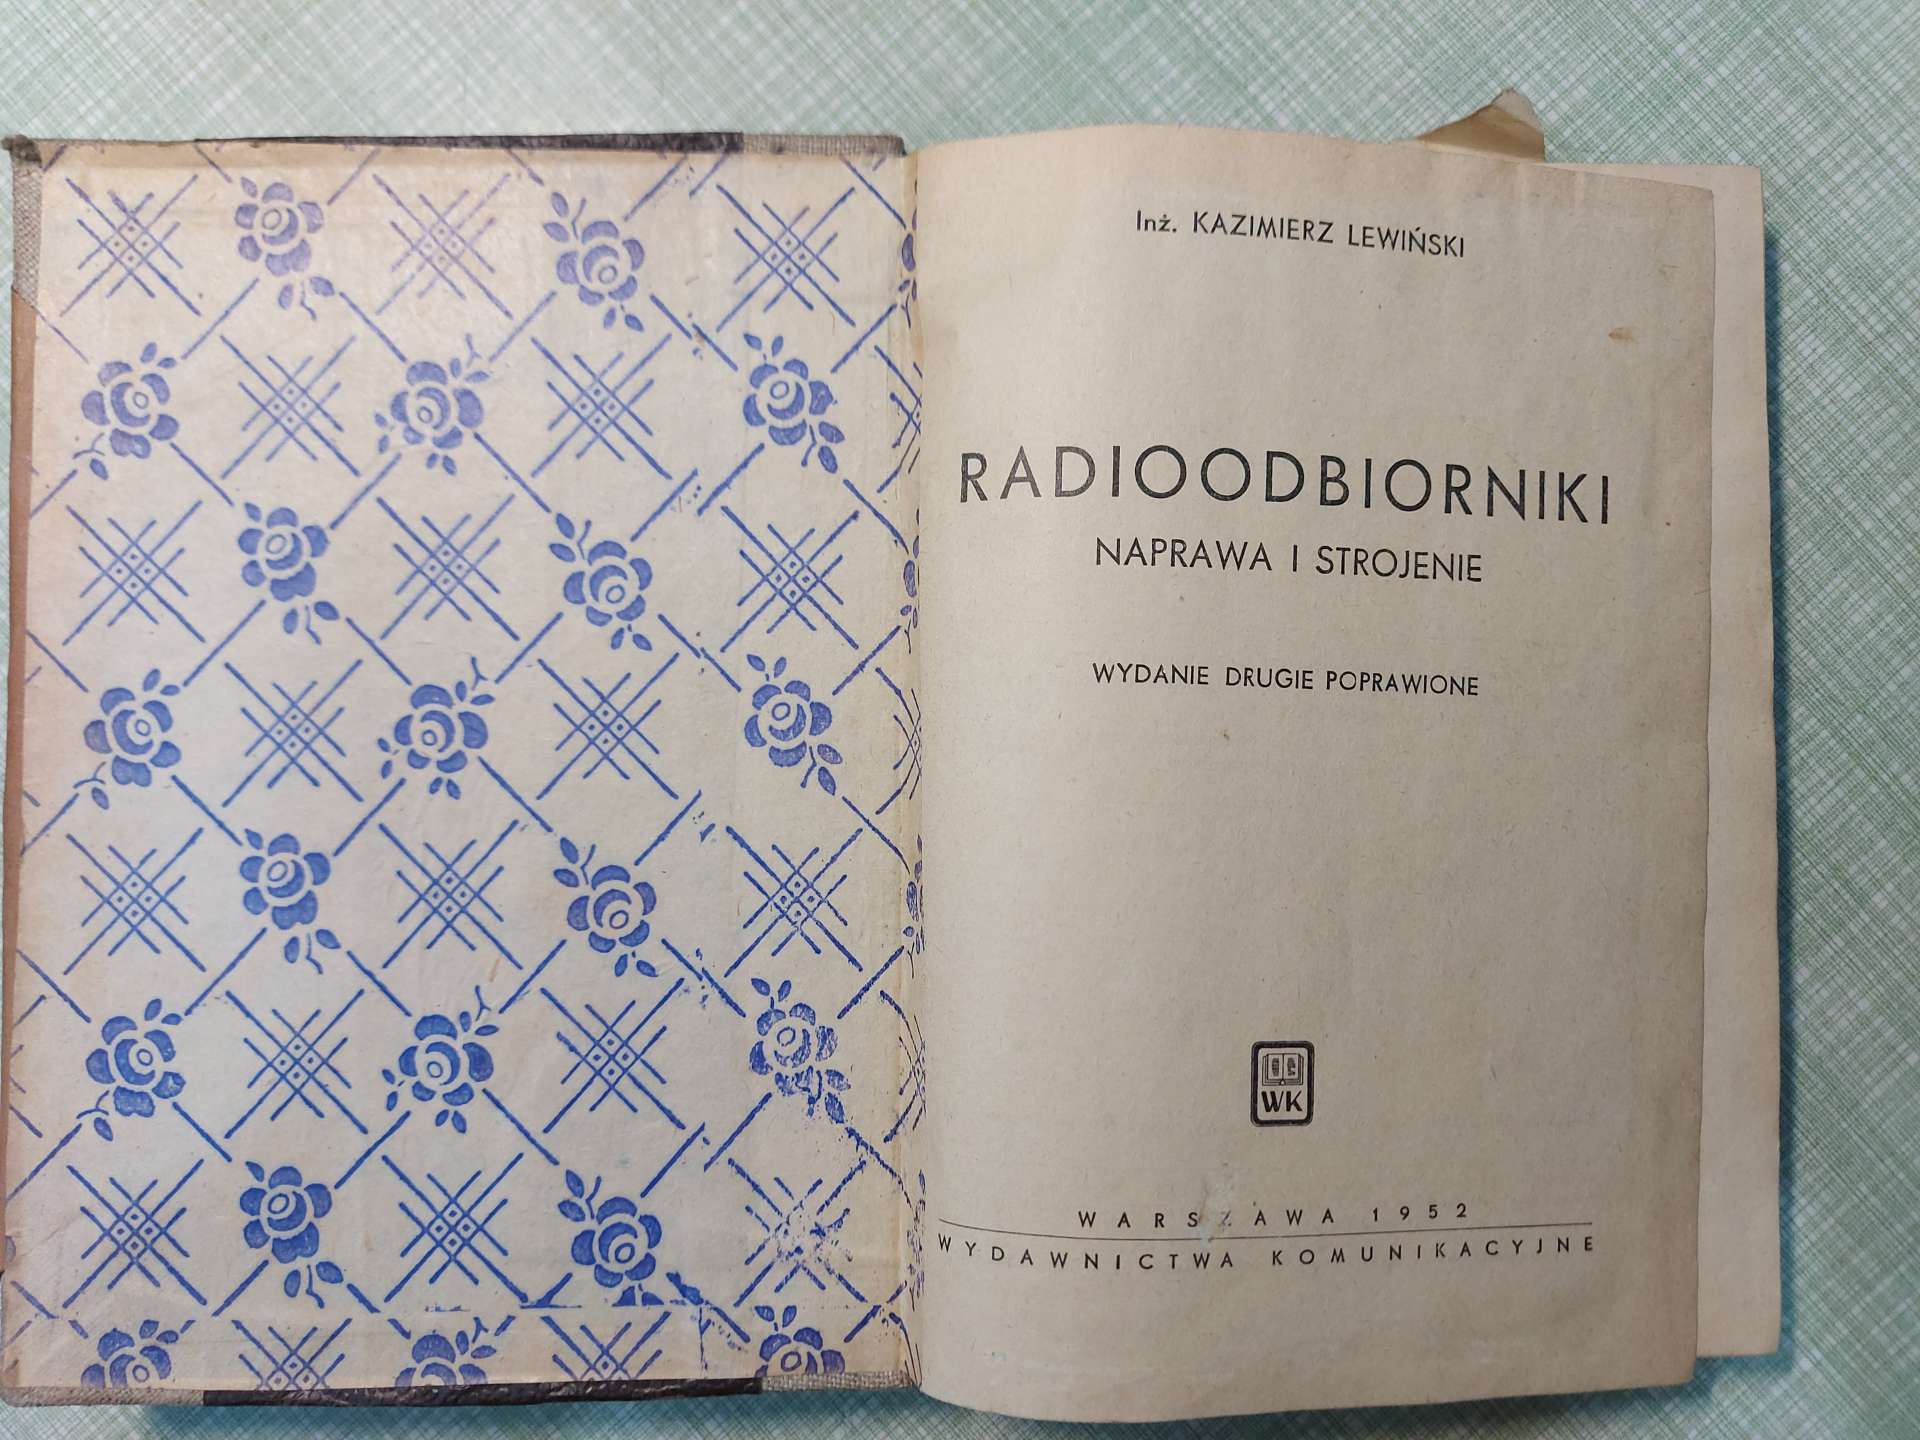 Inż. KAZIMIERZ LEWIŃSKI
RADIOODBIORNIKI
NAPRAWA I STROJENIE
WYDANIE DRUGIE POPRAWIONE
WK
WARSZAWA 1952
WYDAWNICTWA KOMUNIKACYJNE